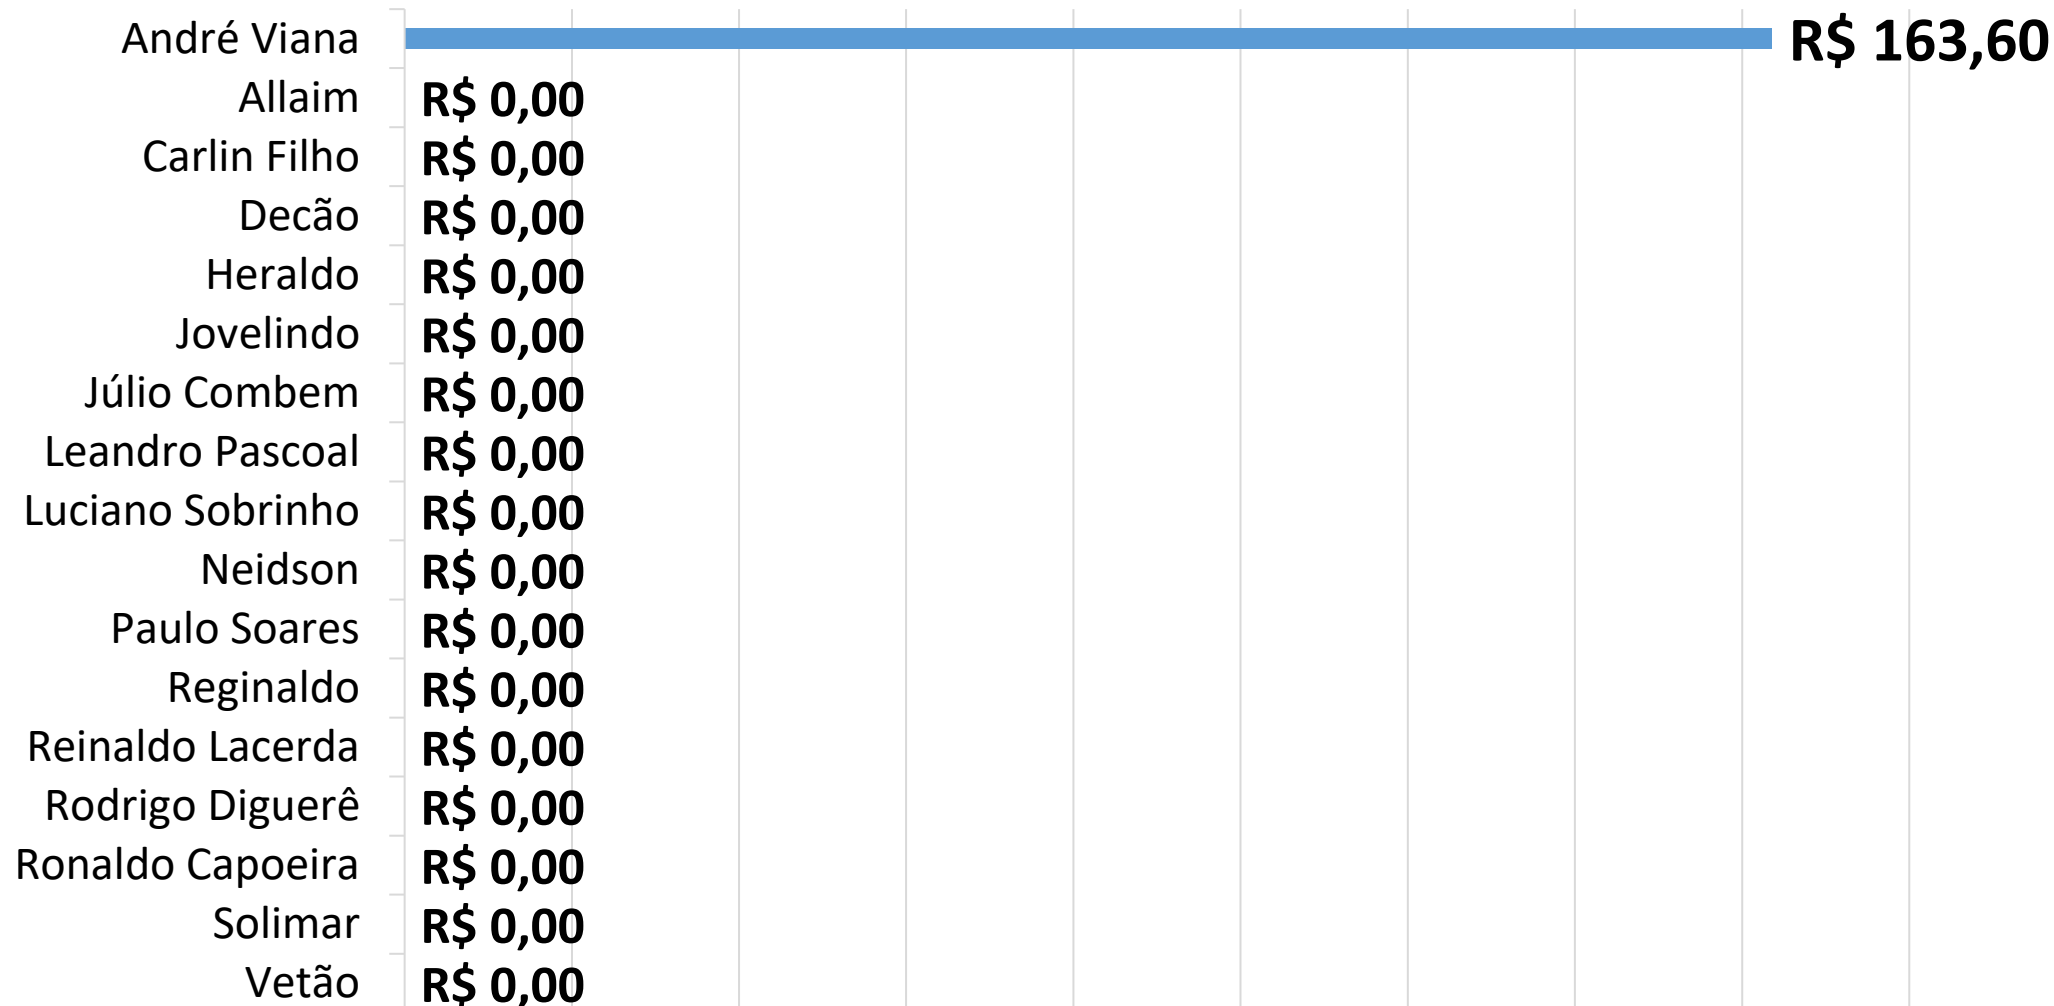 André Viana R$ 163,60
Allaim R$ 0,00
Carlin Filho R$ 0,00
Decão R$ 0,00
Heraldo R$ 0,00
Jovelindo R$ 0,00
Júlio Combem R$ 0,00
Leandro Pascoal R$ 0,00
Luciano Sobrinho R$ 0,00
Neidson R$ 0,00
Paulo Soares R$ 0,00
Reginaldo R$ 0,00
Reinaldo Lacerda R$ 0,00
Rodrigo Diguerê R$ 0,00
Ronaldo Capoeira R$ 0,00
Solimar R$ 0,00
Vetão R$ 0,00